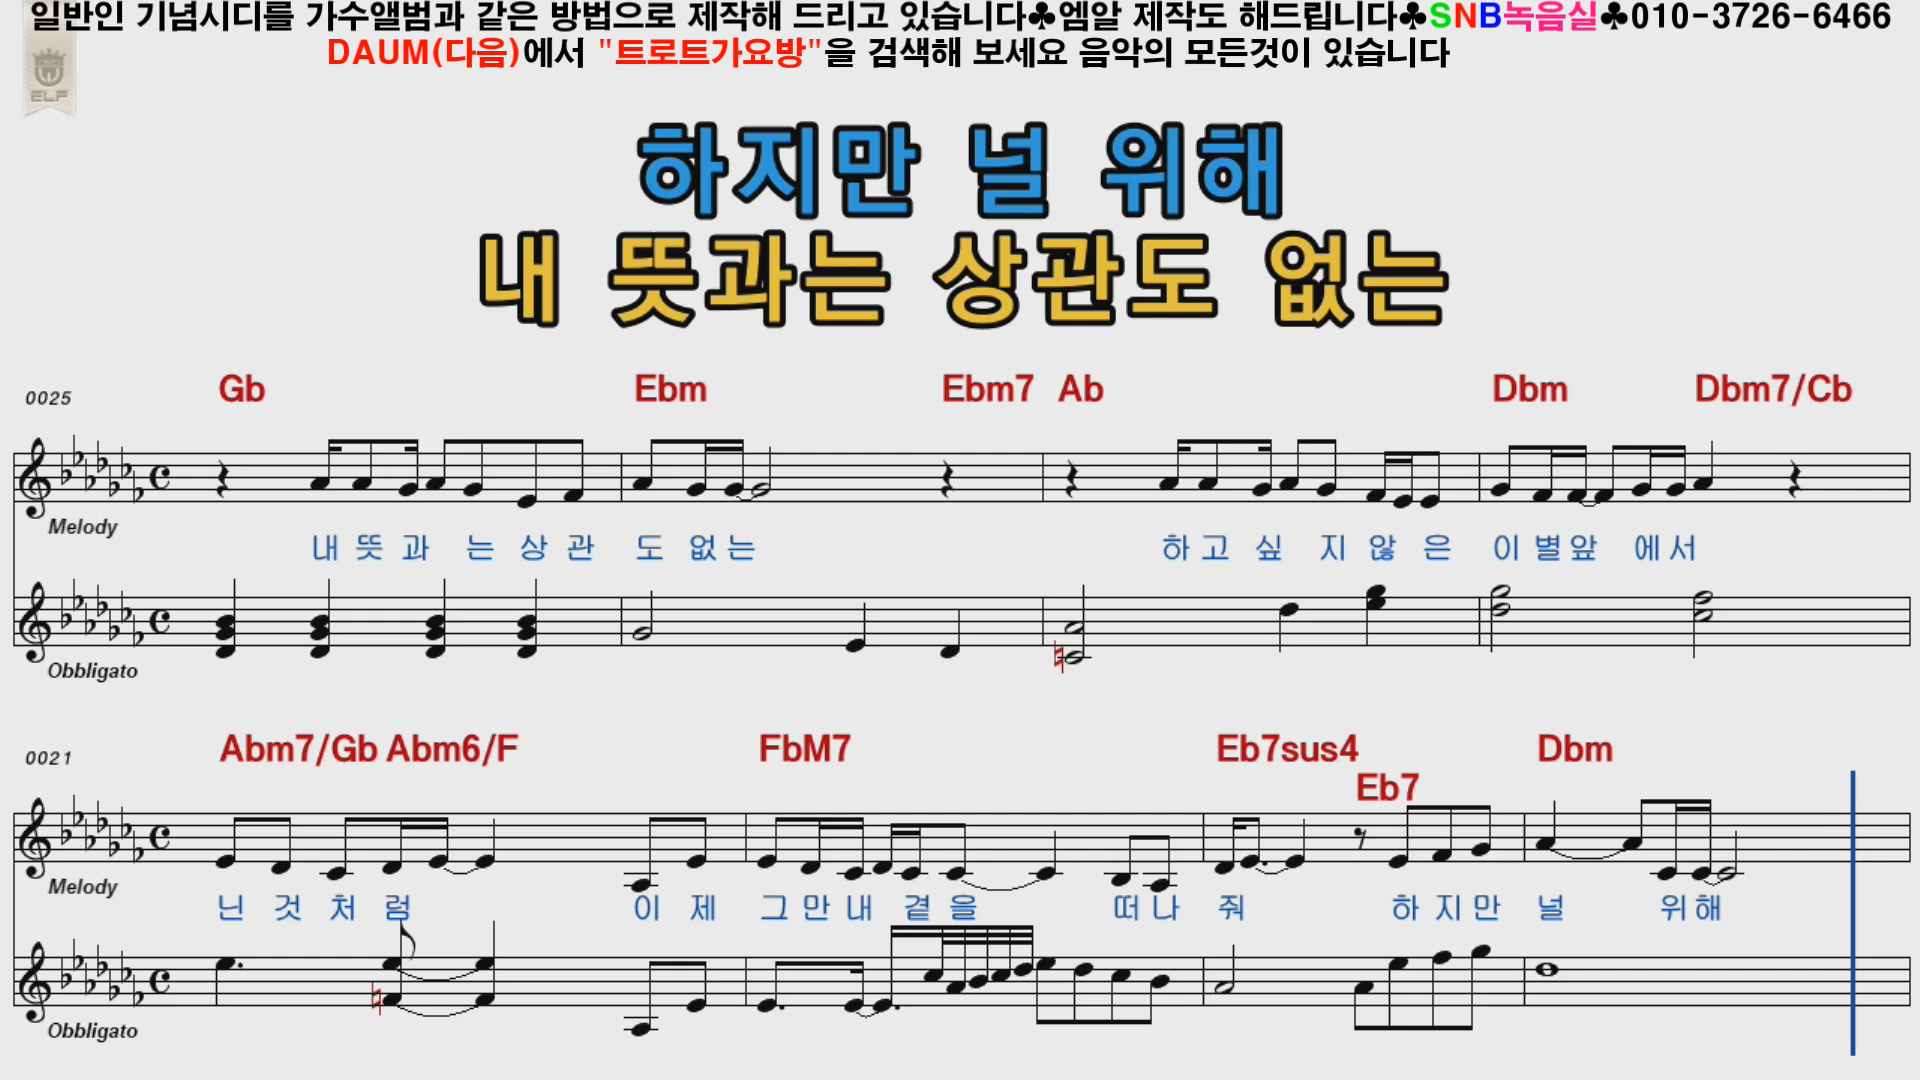 일반인 기념시디를 가수앨범과 같은 방법으로 제작해 드리고 있습니다♣엠알 제작도 해드립니다♣SNB녹음실♣010-3726-6466
DAUM(다음)에서 "트로트가요방"을 검색해 보세요 음악의 모든것이 있습니다
ELF
하지만 널 위해
내 뜻과는 상관도 없는
0025 Gb Ebm Ebm7 Ab Dbm Dbm7/Cb
Melody
내 뜻 과 는 상 관 도 없 는 하 고 싶 지 않 은 이 별 앞 에 서
Obbligato
0021 Abm7/Gb Abm6/F FbM7 Eb7sus4 Dbm
Eb7
Melody
닌 것 처 럼 이 제 그 만 내 곁 을 떠 나 줘 하 지 만 널 위 해
Obbligato